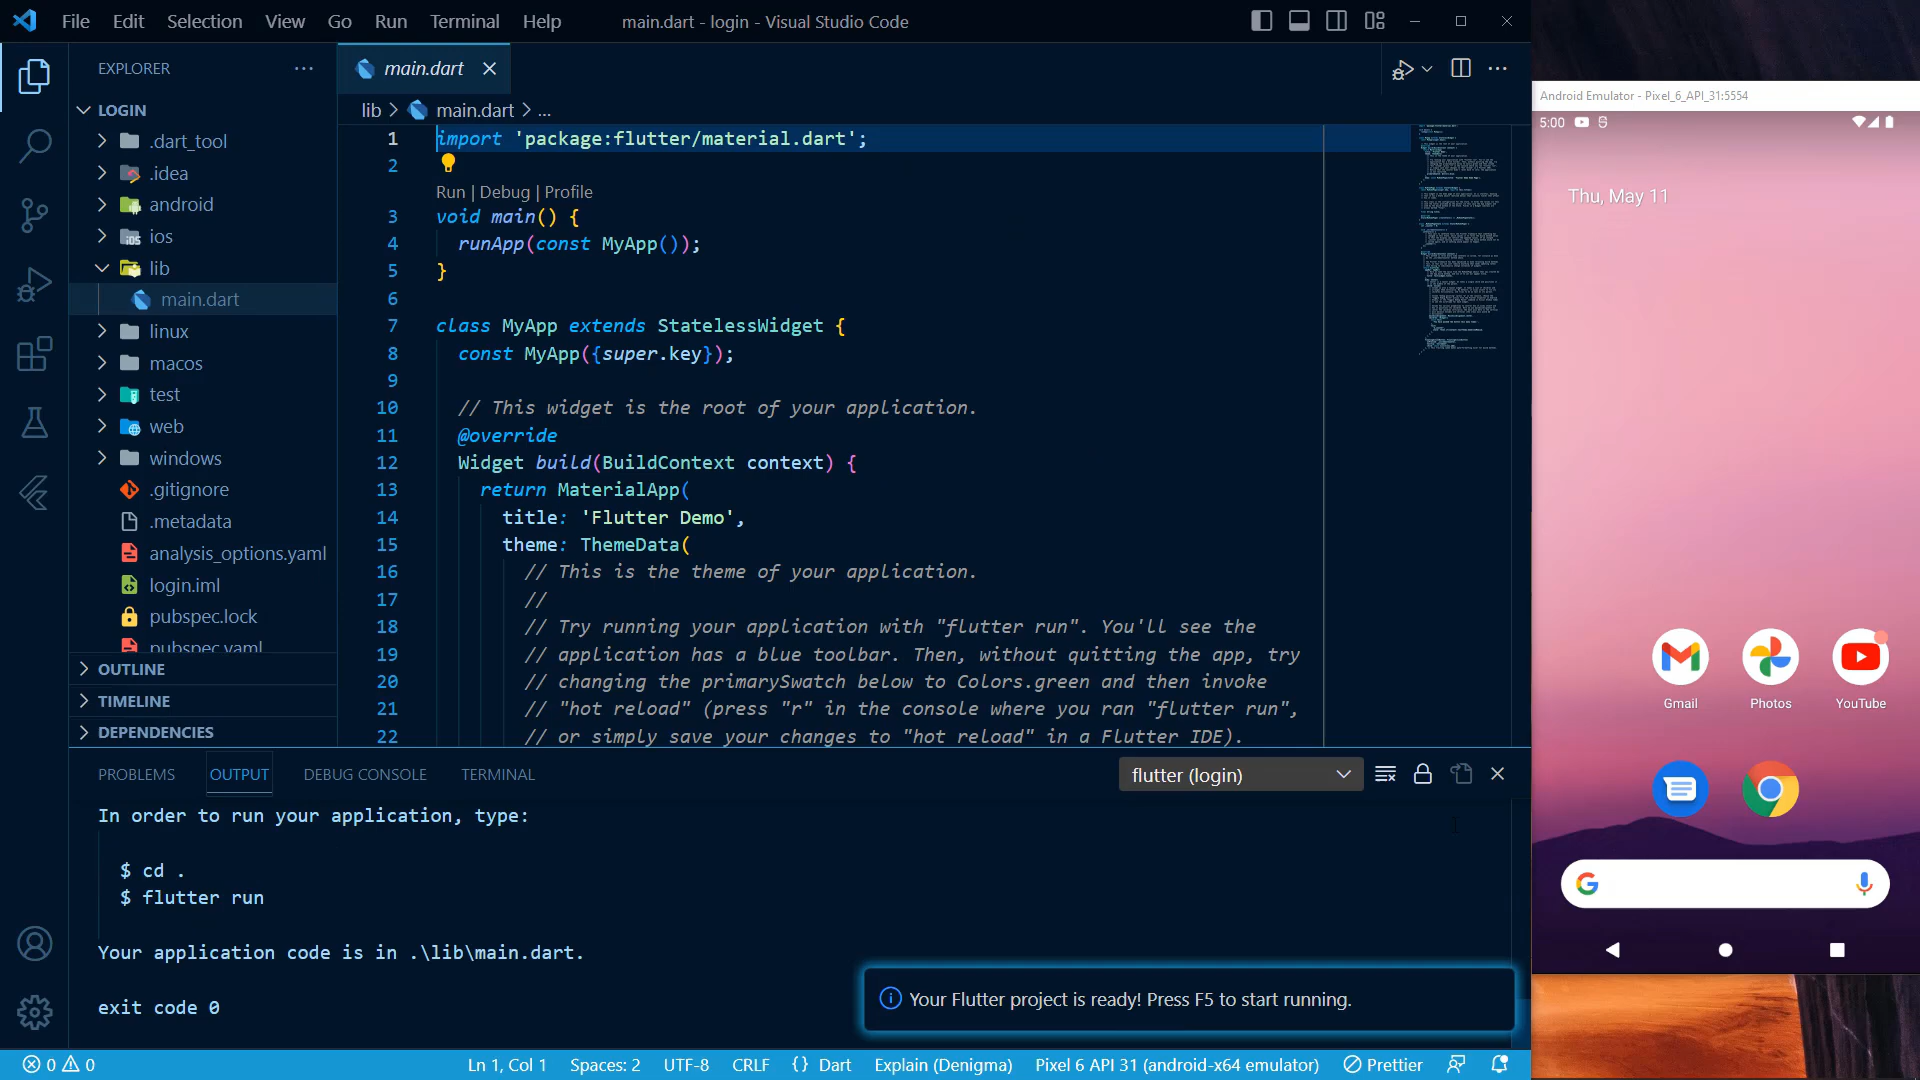 File Edit Selection View Go Run Terminal Help
main.dart - login - Visual Studio Code
EXPLORER
LOGIN
.dart_tool
.idea
android
ios
lib
main.dart
linux
macos
test
web
windows
.gitignore
.metadata
analysis_options.yaml
login.iml
pubspec.lock
pubspec.yaml
OUTLINE
TIMELINE
DEPENDENCIES
main.dart
lib > main.dart > ...
1 import 'package:flutter/material.dart';
2
Run | Debug | Profile
3 void main() {
4 runApp(const MyApp());
5 }
6
7 class MyApp extends StatelessWidget {
8 const MyApp({super.key});
9
10 // This widget is the root of your application.
11 @override
12 Widget build(BuildContext context) {
13 return MaterialApp(
14 title: 'Flutter Demo',
15 theme: ThemeData(
16 // This is the theme of your application.
17 //
18 // Try running your application with "flutter run". You'll see the
19 // application has a blue toolbar. Then, without quitting the app, try
20 // changing the primarySwatch below to Colors.green and then invoke
21 // "hot reload" (press "r" in the console where you ran "flutter run",
22 // or simply save your changes to "hot reload" in a Flutter IDE).
PROBLEMS OUTPUT DEBUG CONSOLE TERMINAL
flutter (login)
In order to run your application, type:
$ cd .
$ flutter run
Your application code is in .\lib\main.dart.
exit code 0
Your Flutter project is ready! Press F5 to start running.
0 0
Ln 1, Col 1 Spaces: 2 UTF-8 CRLF {} Dart Explain (Denigma) Pixel 6 API 31 (android-x64 emulator) Prettier
Android Emulator - Pixel_6_API_31:5554
5:00
Thu, May 11
Gmail Photos YouTube